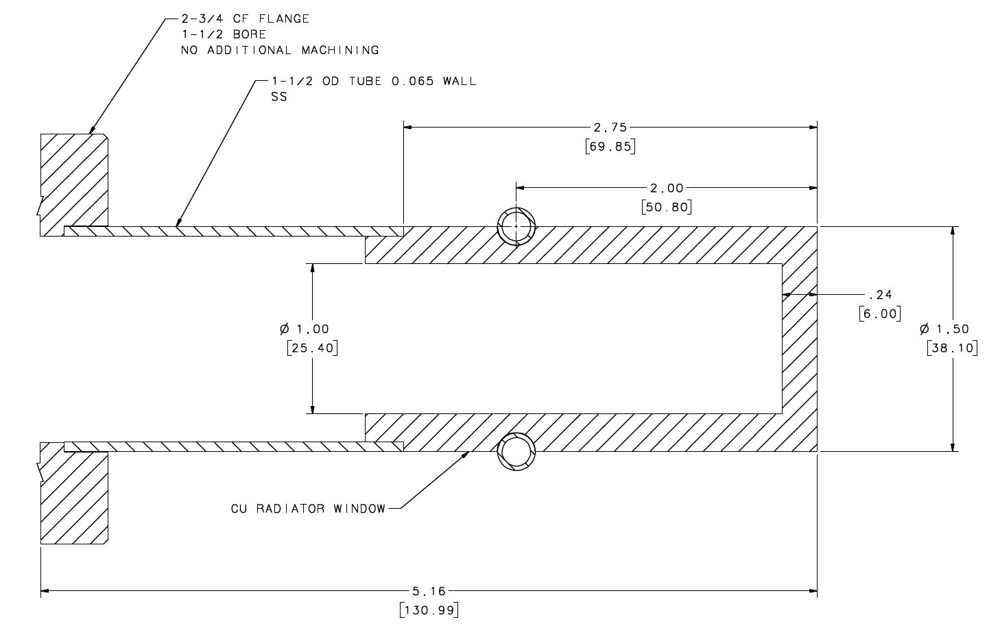 2-3/4 CF FLANGE
1-1/2 BORE
NO ADDITIONAL MACHINING
1-1/2 OD TUBE 0.065 WALL
SS
2.75
[69.85]
2.00
[50.80]
.24
[6.00]
Ø 1.00
[25.40]
Ø 1.50
[38.10]
CU RADIATOR WINDOW
5.16
[130.99]